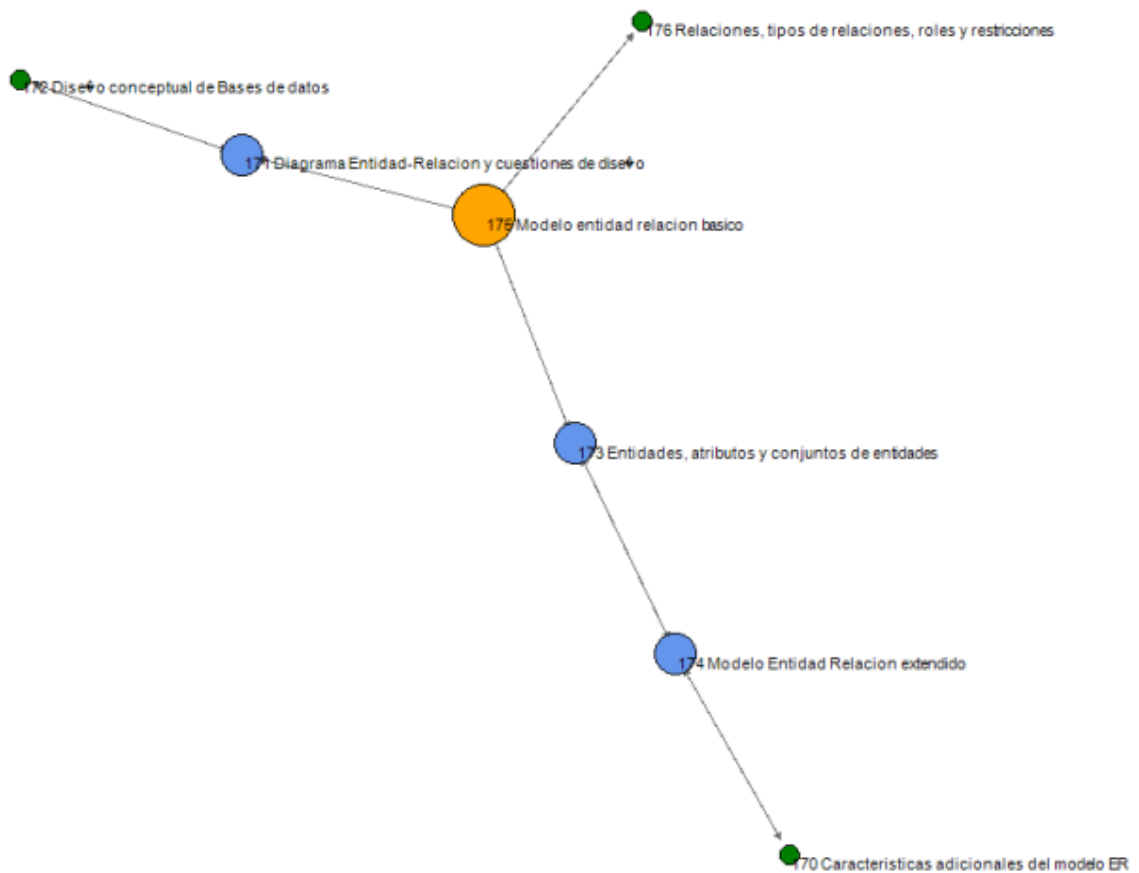 176 Relaciones, tipos de relaciones, roles y restricciones
172 Dise�o conceptual de Bases de datos
171 Diagrama Entidad-Relacion y cuestiones de dise�o
175 Modelo entidad relacion basico
173 Entidades, atributos y conjuntos de entidades
174 Modelo Entidad Relacion extendido
170 Caracteristicas adicionales del modelo ER